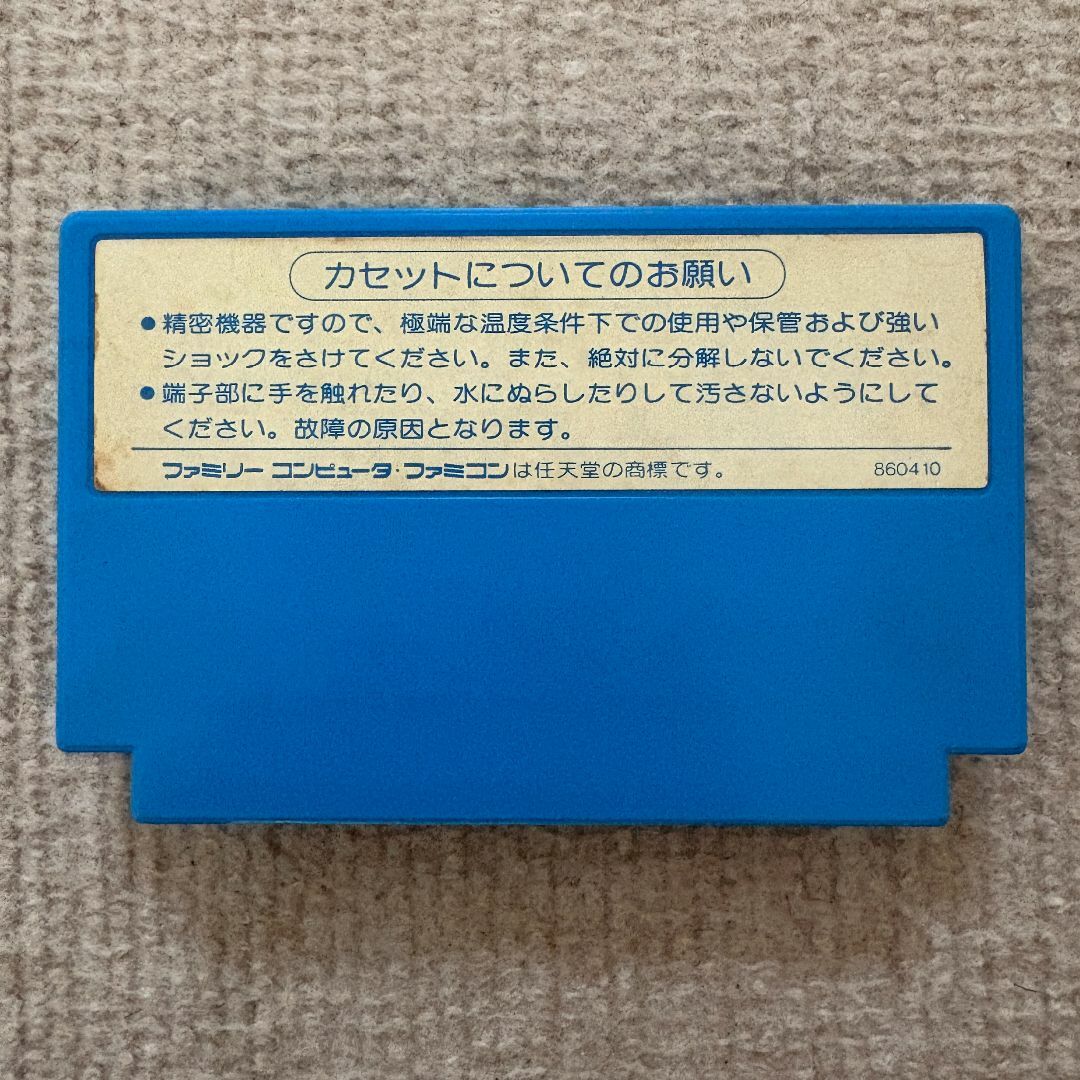 カセットについてのお願い
●精密機器ですので、極端な温度条件下での使用や保管および強い
ショックをさけてください。また、絶対に分解しないでください。
●端子部に手を触れたり、水にぬらしたりして汚さないようにして
ください。故障の原因となります。
ファミリー コンピュータ・ファミコンは任天堂の商標です。 860410